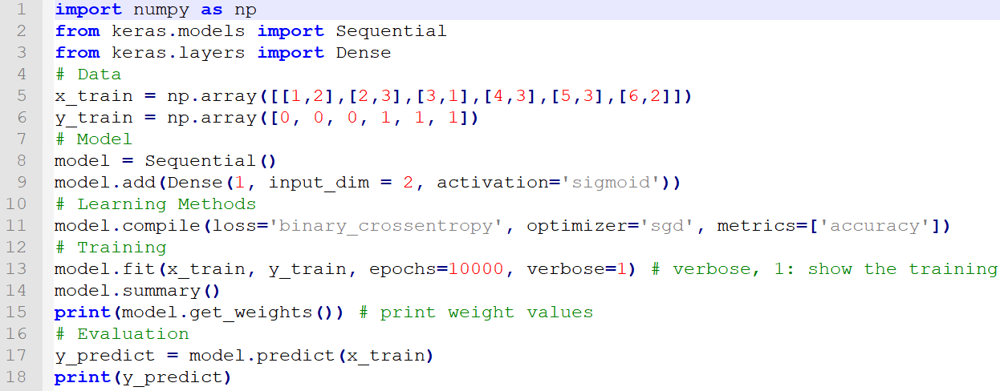 1 import numpy as np
2 from keras.models import Sequential
3 from keras.layers import Dense
4 # Data
5 x_train = np.array([[1,2],[2,3],[3,1],[4,3],[5,3],[6,2]])
6 y_train = np.array([0, 0, 0, 1, 1, 1])
7 # Model
8 model = Sequential()
9 model.add(Dense(1, input_dim = 2, activation='sigmoid'))
10 # Learning Methods
11 model.compile(loss='binary_crossentropy', optimizer='sgd', metrics=['accuracy'])
12 # Training
13 model.fit(x_train, y_train, epochs=10000, verbose=1) # verbose, 1: show the training
14 model.summary()
15 print(model.get_weights()) # print weight values
16 # Evaluation
17 y_predict = model.predict(x_train)
18 print(y_predict)